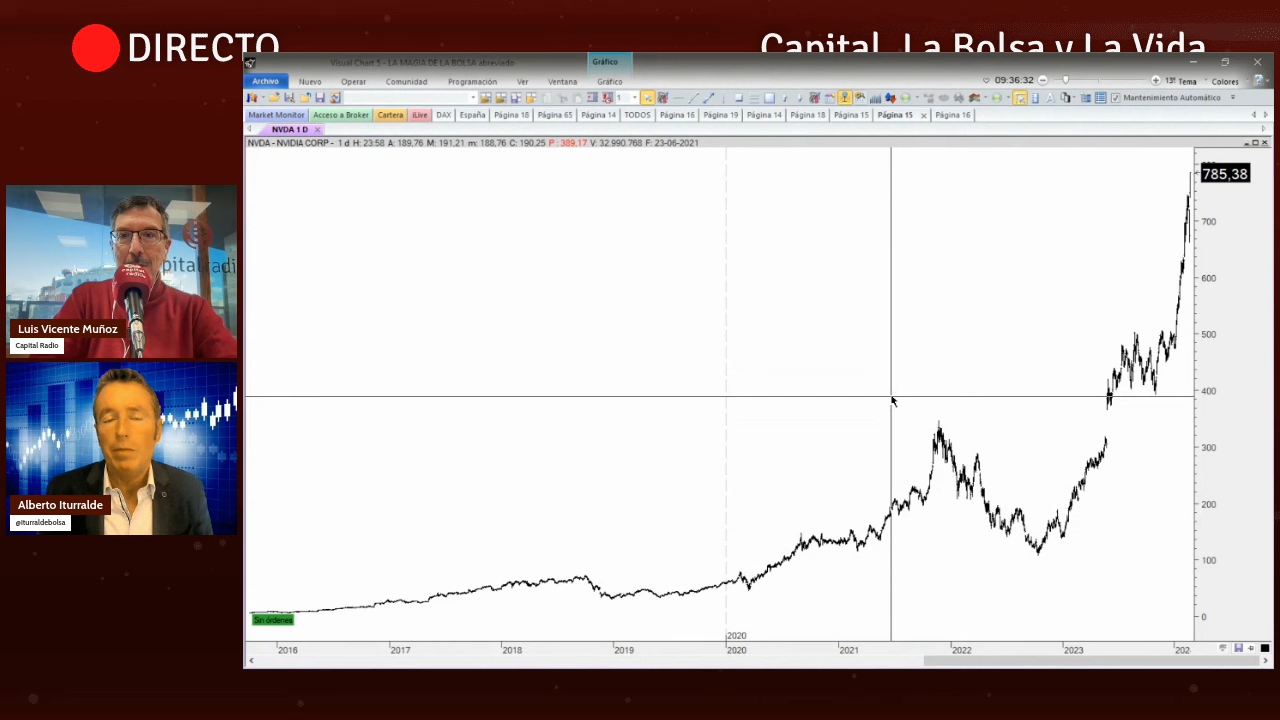 DIRECTO
Capital, La Bolsa y La Vida
Visual Chart 5 - LA MAGIA DE LA BOLSA abreviado
Gráfico
Archivo Nuevo Operar Comunidad Programación Ver Ventana Gráfico
09:36:32
Tema Colores
1
Mantenimiento Automático
Market Monitor Acceso a Broker Cartera iLive DAX España Página 18 Página 65 Página 14 TODOS Página 16 Página 19 Página 14 Página 18 Página 15 Página 15 x Página 16
NVDA 1 D x
NVDA - NVIDIA CORP - 1 d H: 23:58 A: 189,76 M: 191,21 m: 188,76 C: 190,25 P: 389,17 V: 32.990.768 F: 23-06-2021
785,38
700
600
500
400
300
200
100
0
Sin órdenes
2020
2016 2017 2018 2019 2020 2021 2022 2023 202
pitalradi
capital radio
Luis Vicente Muñoz
Capital Radio
Alberto Iturralde
@iturraldebolsa